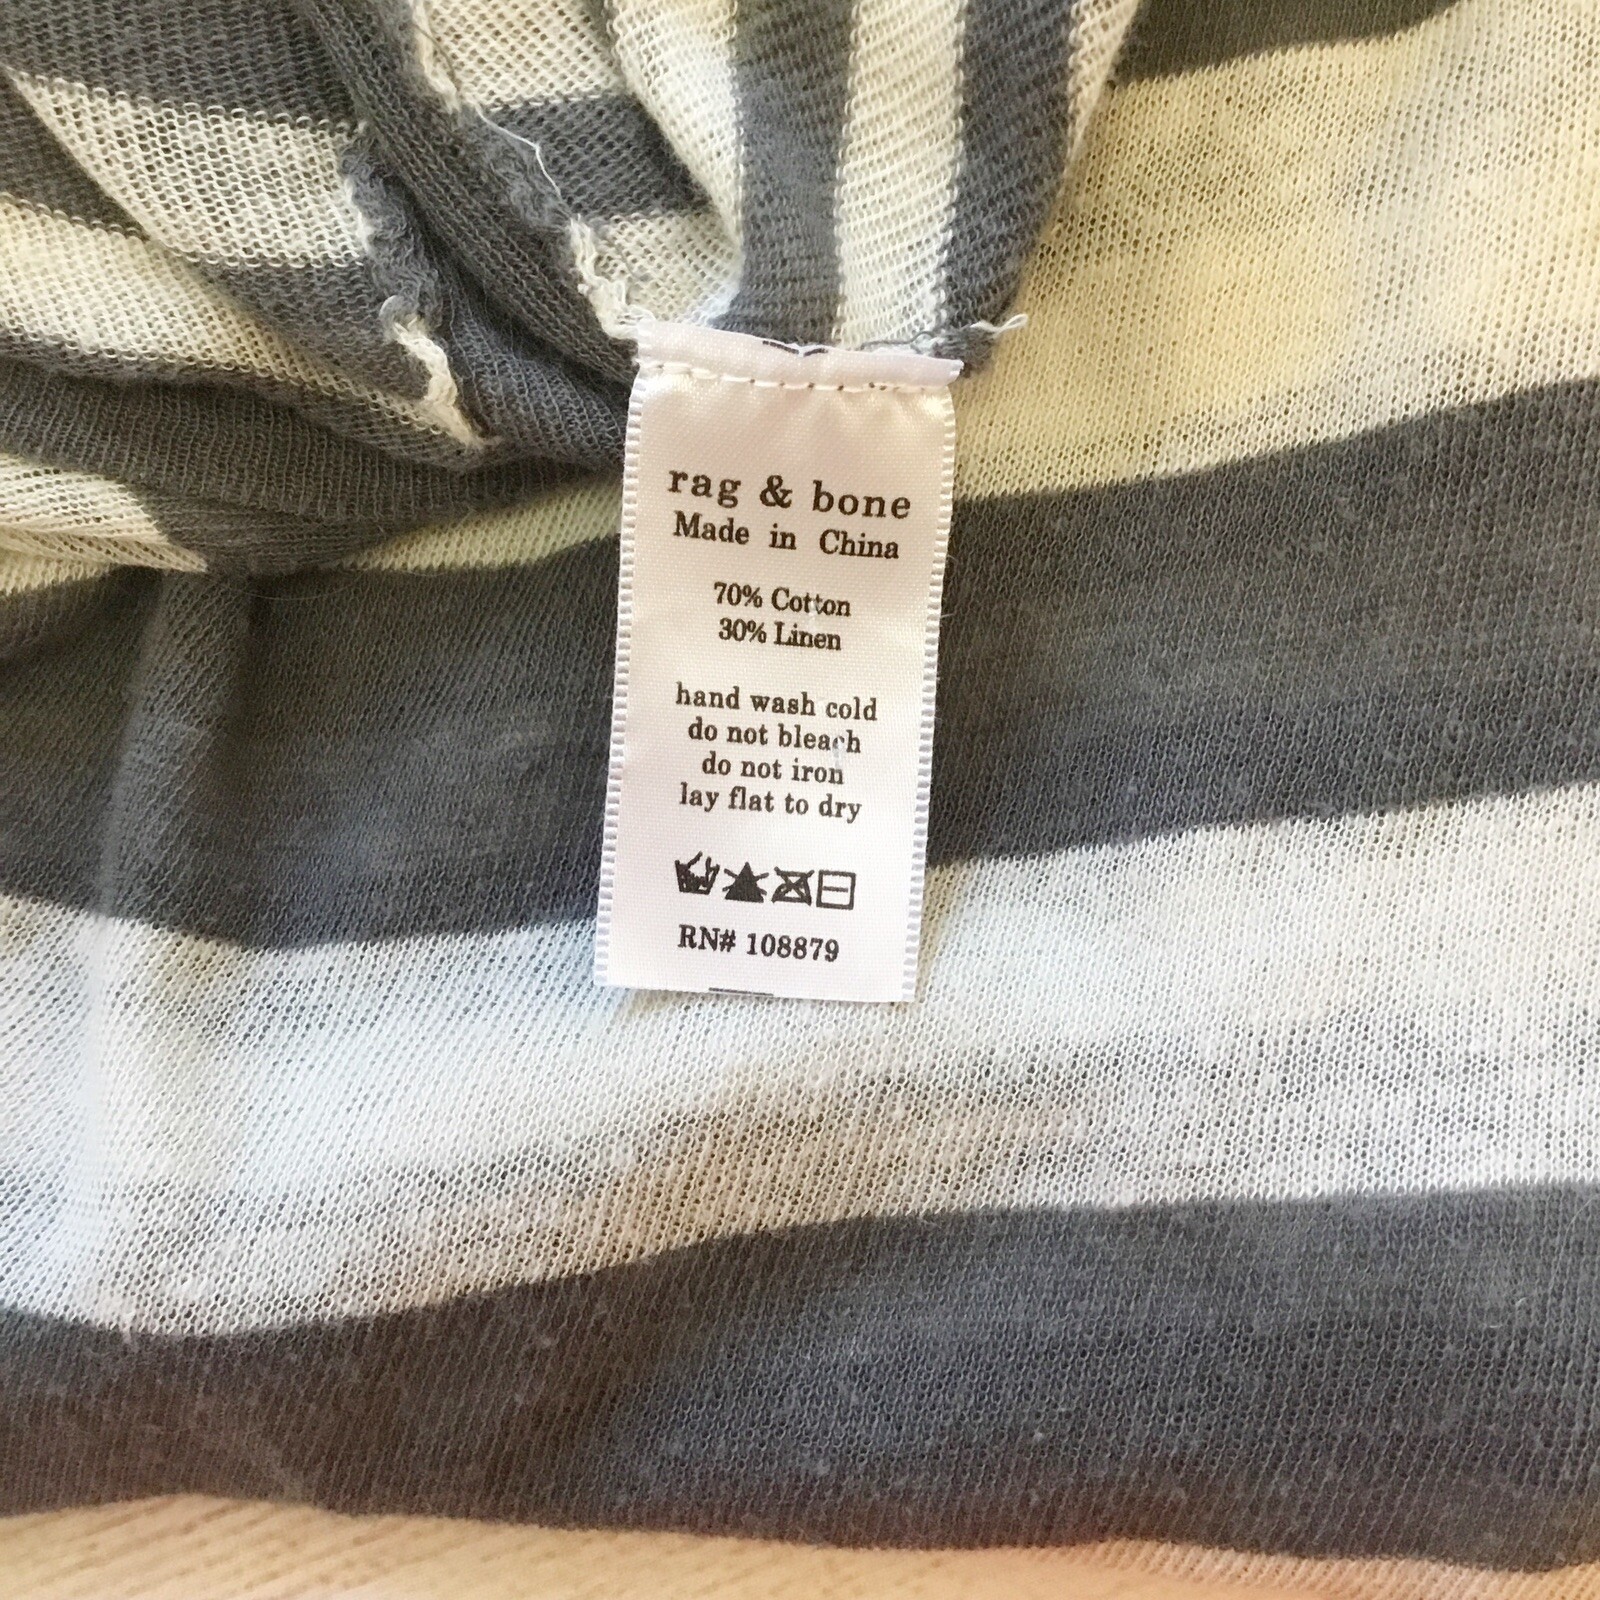 rag & bone
Made in China
70% Cotton
30% Linen
hand wash cold
do not bleach
do not iron
lay flat to dry
RN# 108879